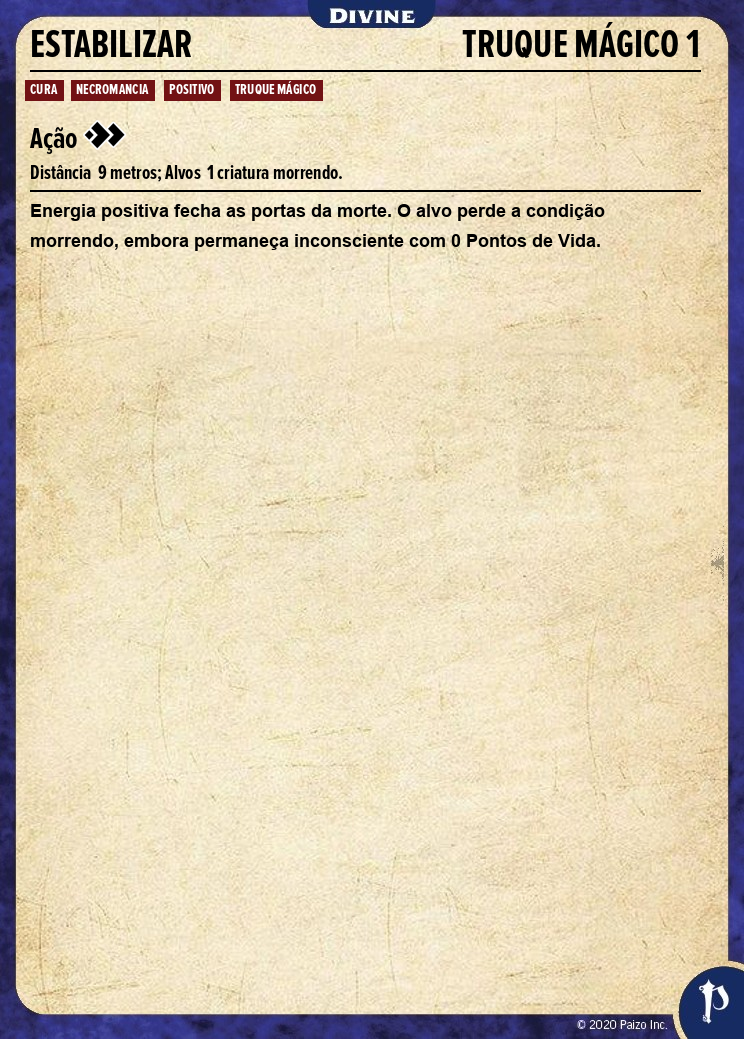 DIVINE
ESTABILIZAR TRUQUE MÁGICO 1
CURA NECROMANCIA POSITIVO TRUQUE MÁGICO
Ação
Distância 9 metros; Alvos 1 criatura morrendo.
Energia positiva fecha as portas da morte. O alvo perde a condição
morrendo, embora permaneça inconsciente com 0 Pontos de Vida.
© 2020 Paizo Inc.